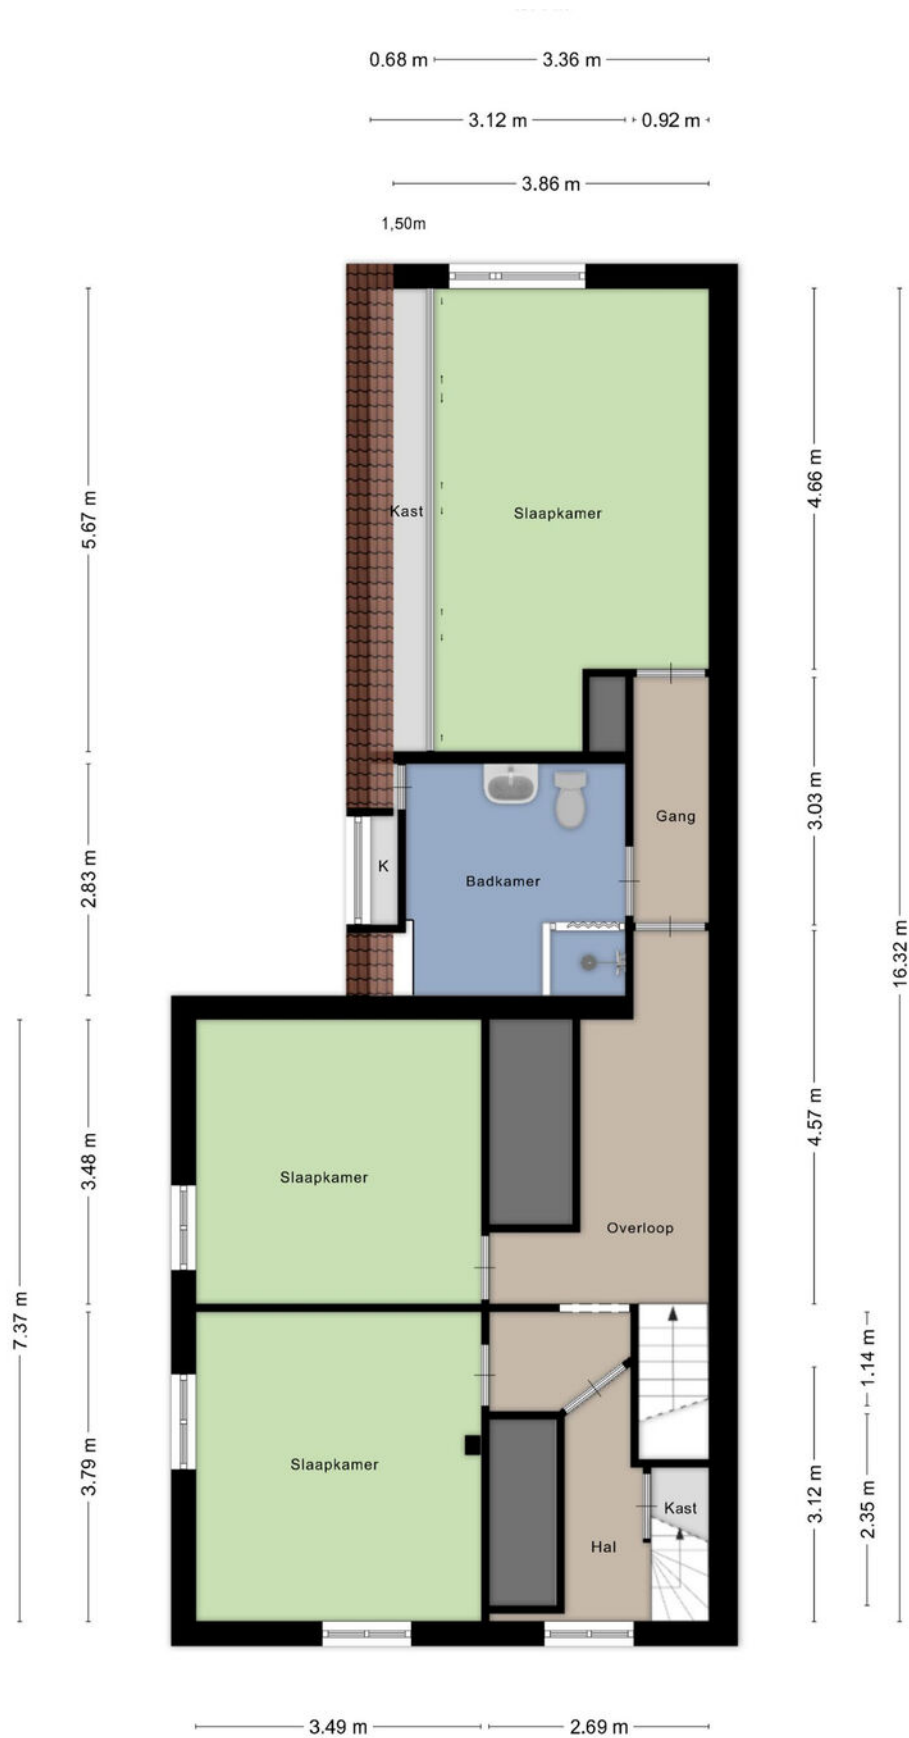 0.68 m 3.36 m
3.12 m 0.92 m
3.86 m
1,50m
5.67 m
4.66 m
Kast
Slaapkamer
3.03 m
Gang
2.83 m
K
Badkamer
16.32 m
3.48 m
4.57 m
Slaapkamer
Overloop
7.37 m
1.14 m
3.79 m
Slaapkamer
3.12 m
2.35 m
Kast
Hal
3.49 m 2.69 m